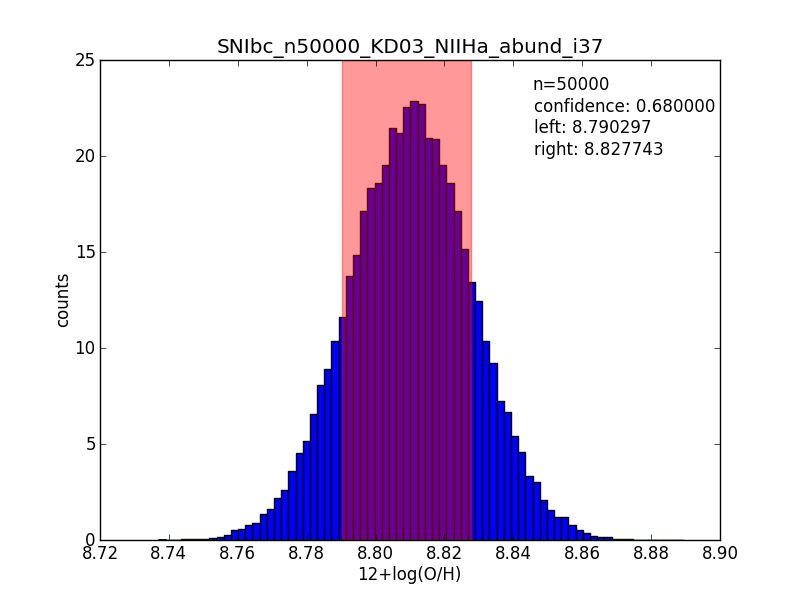 SNIbc_n50000_KD03_NIIHa_abund_i37
n=50000
confidence: 0.680000
left: 8.790297
right: 8.827743
counts
25
20
15
10
5
0
8.72 8.74 8.76 8.78 8.80 8.82 8.84 8.86 8.88 8.90
12+log(O/H)